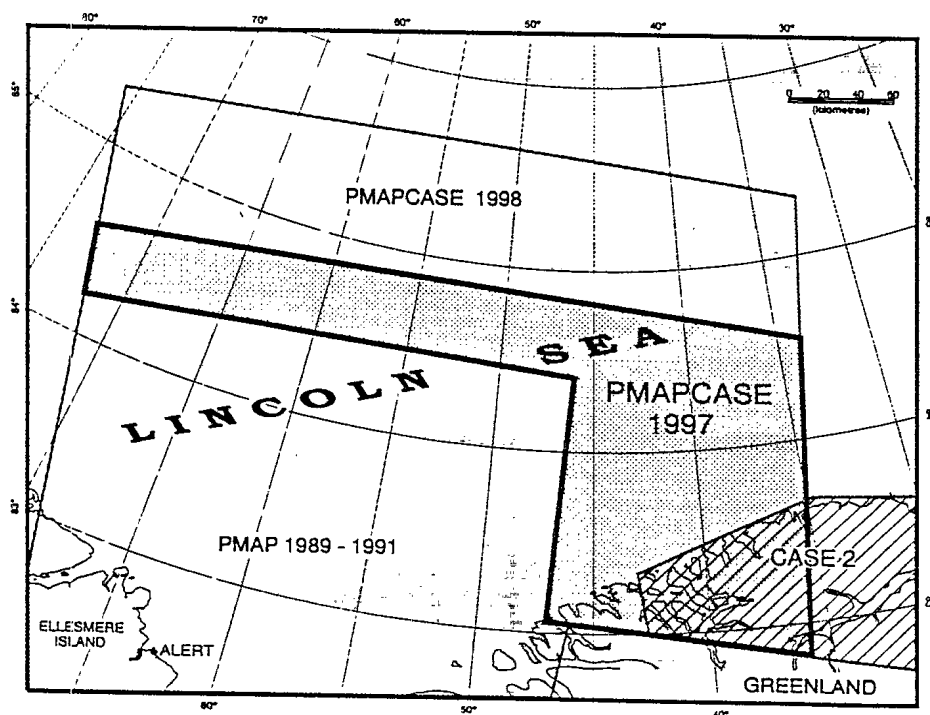 80° 70° 60° 50° 40° 30°
85°
0 20 40 60
(kilometres)
PMAPCASE 1998
84°
LINCOLN SEA
PMAPCASE
1997
83°
PMAP 1989 - 1991
CASE-2
ELLESMERE
ISLAND
ALERT
GREENLAND
60° 50° 40°